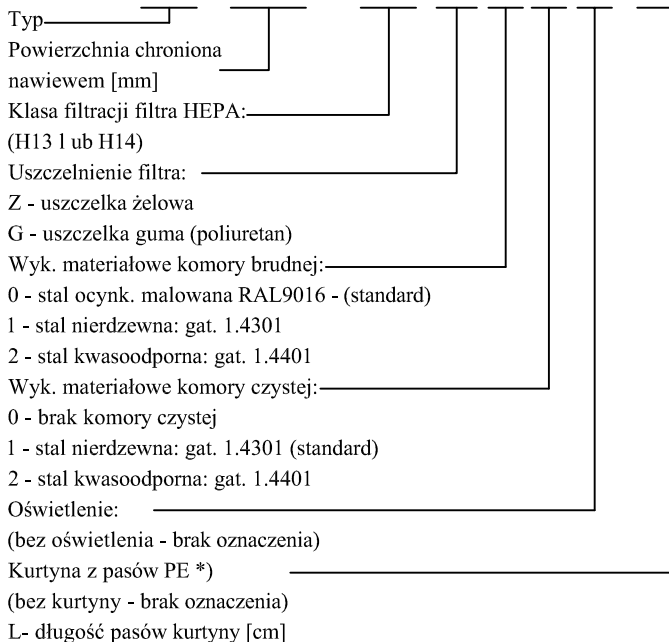 Typ
Powierzchnia chroniona
nawiewem [mm]
Klasa filtracji filtra HEPA:
(H13 l ub H14)
Uszczelnienie filtra:
Z - uszczelka żelowa
G - uszczelka guma (poliuretan)
Wyk. materiałowe komory brudnej:
0 - stal ocynk. malowana RAL9016 - (standard)
1 - stal nierdzewna: gat. 1.4301
2 - stal kwasoodporna: gat. 1.4401
Wyk. materiałowe komory czystej:
0 - brak komory czystej
1 - stal nierdzewna: gat. 1.4301 (standard)
2 - stal kwasoodporna: gat. 1.4401
Oświetlenie:
(bez oświetlenia - brak oznaczenia)
Kurtyna z pasów PE *)
(bez kurtyny - brak oznaczenia)
L- długość pasów kurtyny [cm]